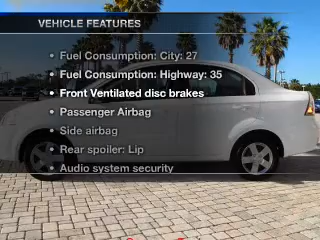 VEHICLE FEATURES
Fuel Consumption: City: 27
Fuel Consumption: Highway: 35
Front Ventilated disc brakes
Passenger Airbag
Side airbag
Rear spoiler: Lip
Audio system security